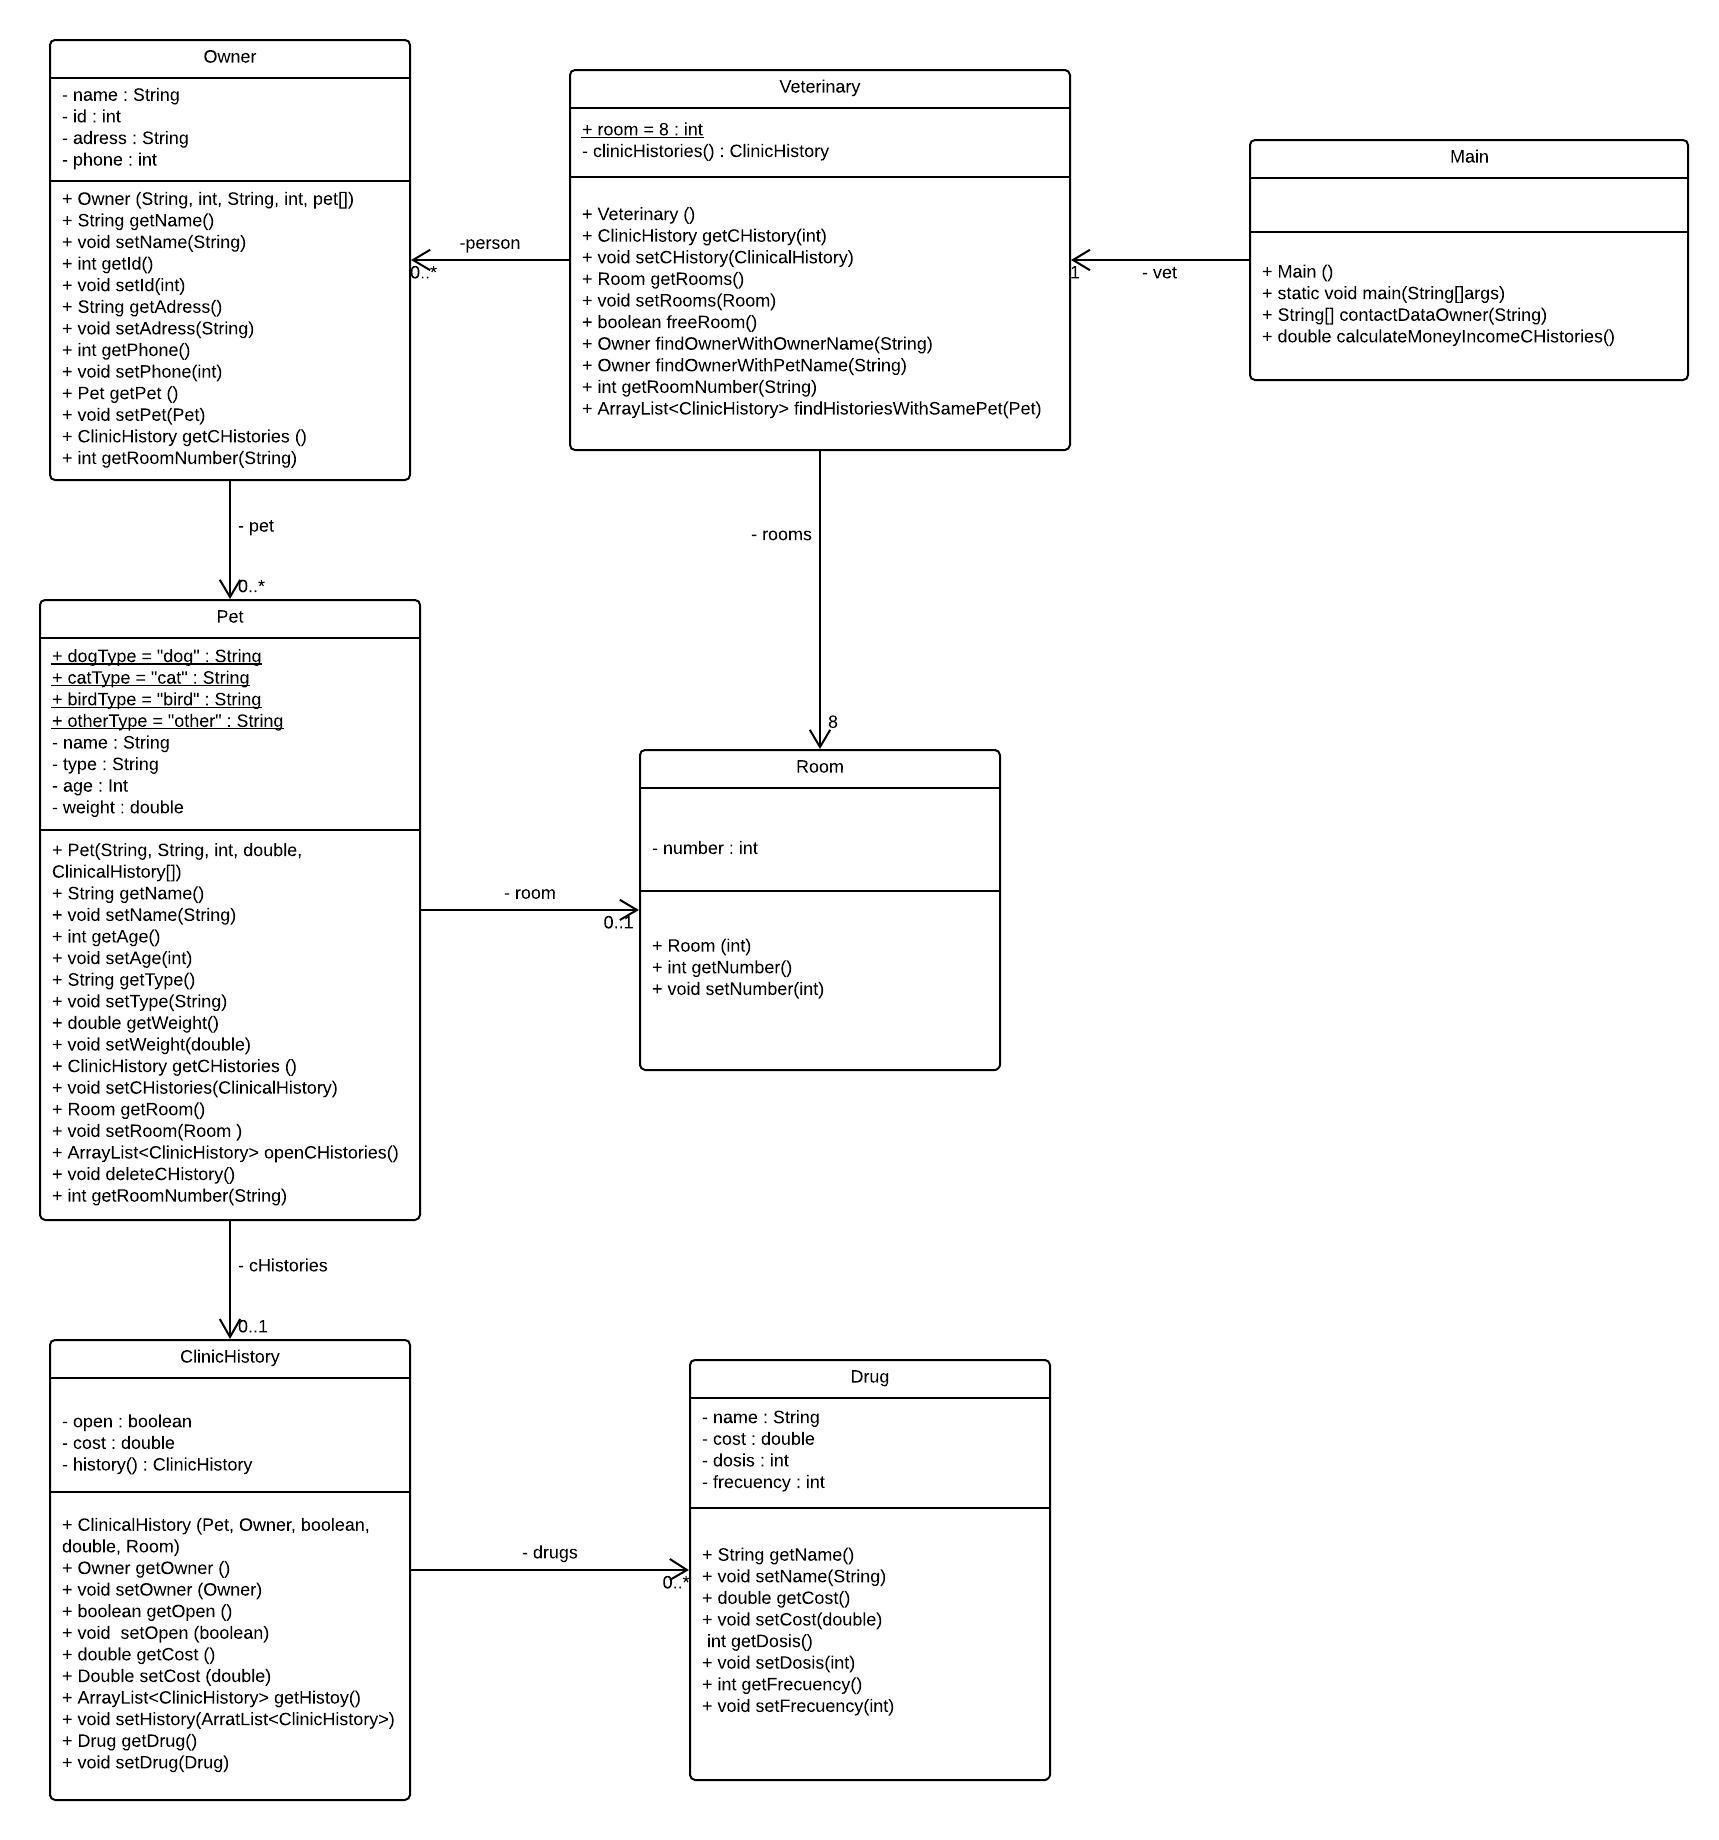 Owner
- name : String
- id : int
- adress : String
- phone : int
+ Owner (String, int, String, int, pet[])
+ String getName()
+ void setName(String)
+ int getId()
+ void setId(int)
+ String getAdress()
+ void setAdress(String)
+ int getPhone()
+ void setPhone(int)
+ Pet getPet ()
+ void setPet(Pet)
+ ClinicHistory getCHistories ()
+ int getRoomNumber(String)
-person
0..*
Veterinary
+ room = 8 : int
- clinicHistories() : ClinicHistory
+ Veterinary ()
+ ClinicHistory getCHistory(int)
+ void setCHistory(ClinicalHistory)
+ Room getRooms()
+ void setRooms(Room)
+ boolean freeRoom()
+ Owner findOwnerWithOwnerName(String)
+ Owner findOwnerWithPetName(String)
+ int getRoomNumber(String)
+ ArrayList<ClinicHistory> findHistoriesWithSamePet(Pet)
1
- vet
Main
+ Main ()
+ static void main(String[]args)
+ String[] contactDataOwner(String)
+ double calculateMoneyIncomeCHistories()
- pet
0..*
- rooms
8
Pet
+ dogType = "dog" : String
+ catType = "cat" : String
+ birdType = "bird" : String
+ otherType = "other" : String
- name : String
- type : String
- age : Int
- weight : double
+ Pet(String, String, int, double,
ClinicalHistory[])
+ String getName()
+ void setName(String)
+ int getAge()
+ void setAge(int)
+ String getType()
+ void setType(String)
+ double getWeight()
+ void setWeight(double)
+ ClinicHistory getCHistories ()
+ void setCHistories(ClinicalHistory)
+ Room getRoom()
+ void setRoom(Room )
+ ArrayList<ClinicHistory> openCHistories()
+ void deleteCHistory()
+ int getRoomNumber(String)
- room
0..1
Room
- number : int
+ Room (int)
+ int getNumber()
+ void setNumber(int)
- cHistories
0..1
ClinicHistory
- open : boolean
- cost : double
- history() : ClinicHistory
+ ClinicalHistory (Pet, Owner, boolean,
double, Room)
+ Owner getOwner ()
+ void setOwner (Owner)
+ boolean getOpen ()
+ void  setOpen (boolean)
+ double getCost ()
+ Double setCost (double)
+ ArrayList<ClinicHistory> getHistoy()
+ void setHistory(ArratList<ClinicHistory>)
+ Drug getDrug()
+ void setDrug(Drug)
- drugs
0..*
Drug
- name : String
- cost : double
- dosis : int
- frecuency : int
+ String getName()
+ void setName(String)
+ double getCost()
+ void setCost(double)
int getDosis()
+ void setDosis(int)
+ int getFrecuency()
+ void setFrecuency(int)